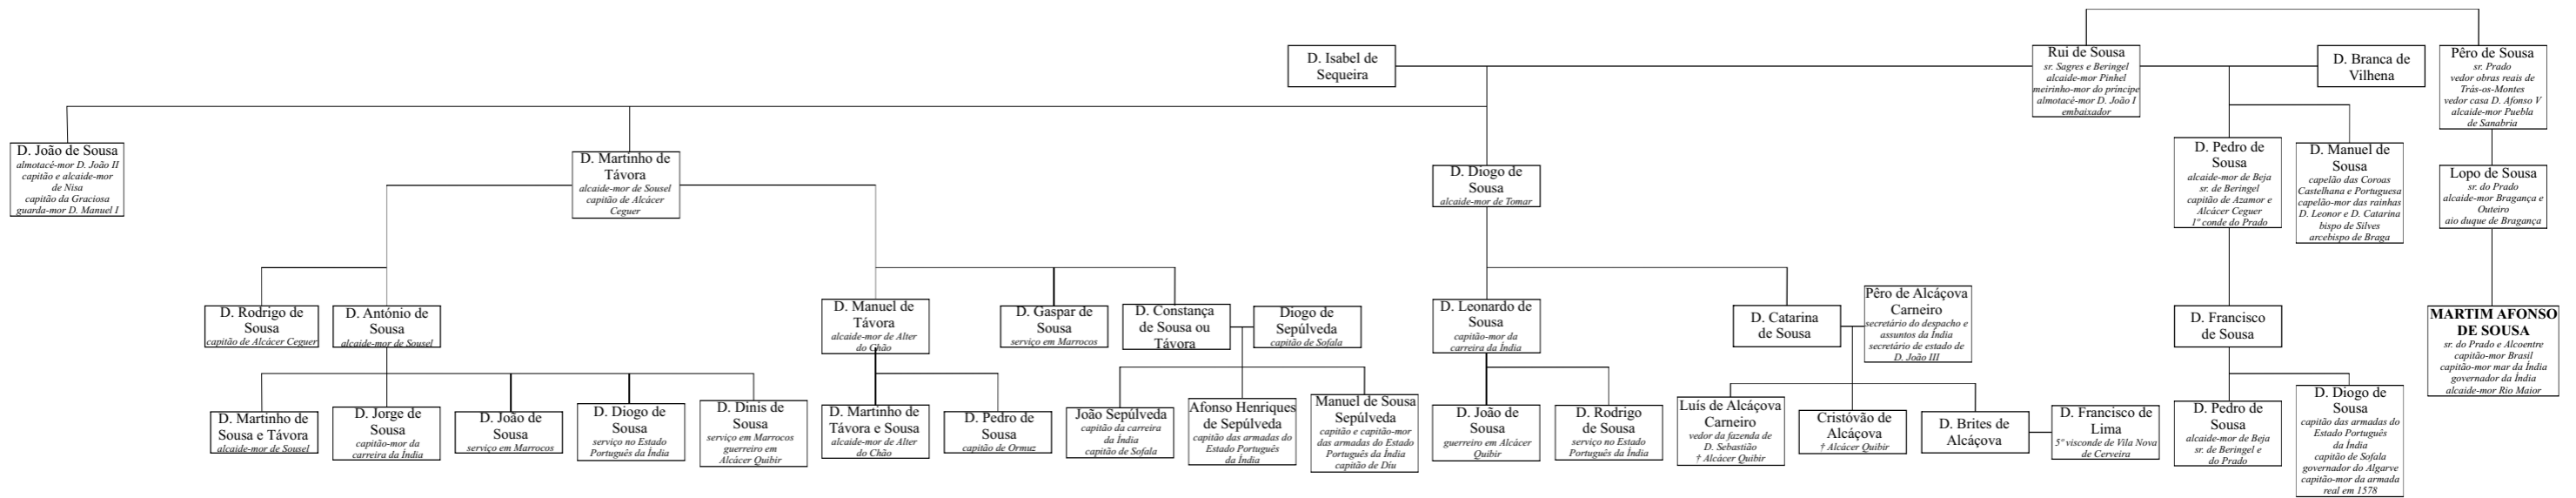 D. Isabel de
Sequeira
Rui de Sousa
sr. Sagres e Beringel
alcaide-mor Pinhel
meirinho-mor do príncipe
almotacé-mor D. João I
embaixador
D. Branca de
Vilhena
Pêro de Sousa
sr. Prado
vedor obras reais de
Trás-os-Montes
vedor casa D. Afonso V
alcaide-mor Puebla
de Sanabria
D. João de Sousa
almotacé-mor D. João II
capitão e alcaide-mor
de Nisa
capitão da Graciosa
guarda-mor D. Manuel I
D. Martinho de
Távora
alcaide-mor de Sousel
capitão de Alcácer
Ceguer
D. Diogo de
Sousa
alcaide-mor de Tomar
D. Pedro de
Sousa
alcaide-mor de Beja
sr. de Beringel
capitão de Azamor e
Alcácer Ceguer
1º conde do Prado
D. Manuel de
Sousa
capelão das Coroas
Castelhana e Portuguesa
capelão-mor das rainhas
D. Leonor e D. Catarina
bispo de Silves
arcebispo de Braga
Lopo de Sousa
sr. do Prado
alcaide-mor Bragança e
Outeiro
aio duque de Bragança
D. Rodrigo de
Sousa
capitão de Alcácer Ceguer
D. António de
Sousa
alcaide-mor de Sousel
D. Manuel de
Távora
alcaide-mor de Alter
do Chão
D. Gaspar de
Sousa
serviço em Marrocos
D. Constança
de Sousa ou
Távora
Diogo de
Sepúlveda
capitão de Sofala
D. Leonardo de
Sousa
capitão-mor da
carreira da Índia
D. Catarina
de Sousa
Pêro de Alcáçova
Carneiro
secretário do despacho e
assuntos da Índia
secretário de estado de
D. João III
D. Francisco
de Sousa
MARTIM AFONSO
DE SOUSA
sr. do Prado e Alcoentre
capitão-mor Brasil
capitão-mor mar da Índia
governador da Índia
alcaide-mor Rio Maior
D. Martinho de
Sousa e Távora
alcaide-mor de Sousel
D. Jorge de
Sousa
capitão-mor da
carreira da Índia
D. João de
Sousa
serviço em Marrocos
D. Diogo de
Sousa
serviço no Estado
Português da Índia
D. Dinis de
Sousa
serviço em Marrocos
guerreiro em
Alcácer Quibir
D. Martinho de
Távora e Sousa
alcaide-mor de Alter
do Chão
D. Pedro de
Sousa
capitão de Ormuz
João Sepúlveda
capitão da carreira
da Índia
capitão de Sofala
Afonso Henriques
de Sepúlveda
capitão das armadas do
Estado Português
da Índia
Manuel de Sousa
Sepúlveda
capitão e capitão-mor
das armadas do Estado
Português da Índia
capitão de Diu
D. João de
Sousa
guerreiro em Alcácer
Quibir
D. Rodrigo
de Sousa
serviço no Estado
Português da Índia
Luís de Alcáçova
Carneiro
vedor da fazenda de
D. Sebastião
† Alcácer Quibir
Cristóvão de
Alcáçova
† Alcácer Quibir
D. Brites de
Alcáçova
D. Francisco de
Lima
5º visconde de Vila Nova
de Cerveira
D. Pedro de
Sousa
alcaide-mor de Beja
sr. de Beringel e
do Prado
D. Diogo de
Sousa
capitão das armadas do
Estado Português
da Índia
capitão de Sofala
governador do Algarve
capitão-mor da armada
real em 1578